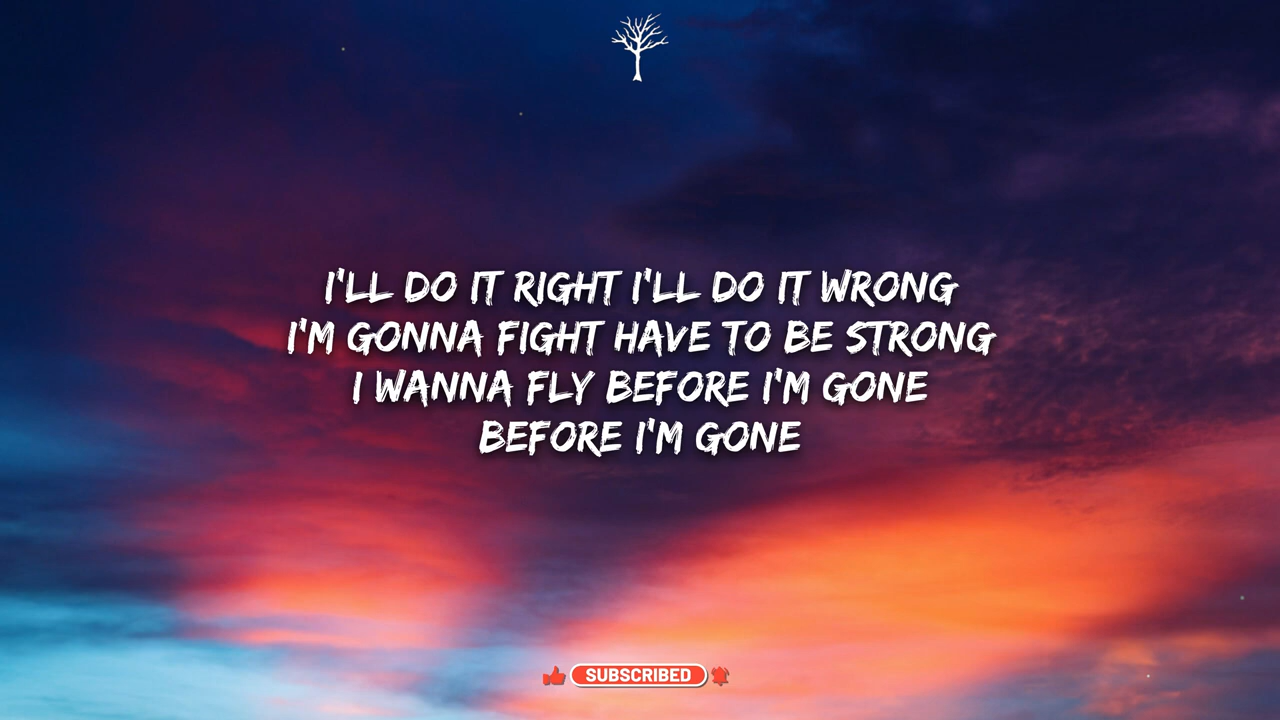 I'LL DO IT RIGHT I'LL DO IT WRONG
I'M GONNA FIGHT HAVE TO BE STRONG
I WANNA FLY BEFORE I'M GONE
BEFORE I'M GONE
SUBSCRIBED